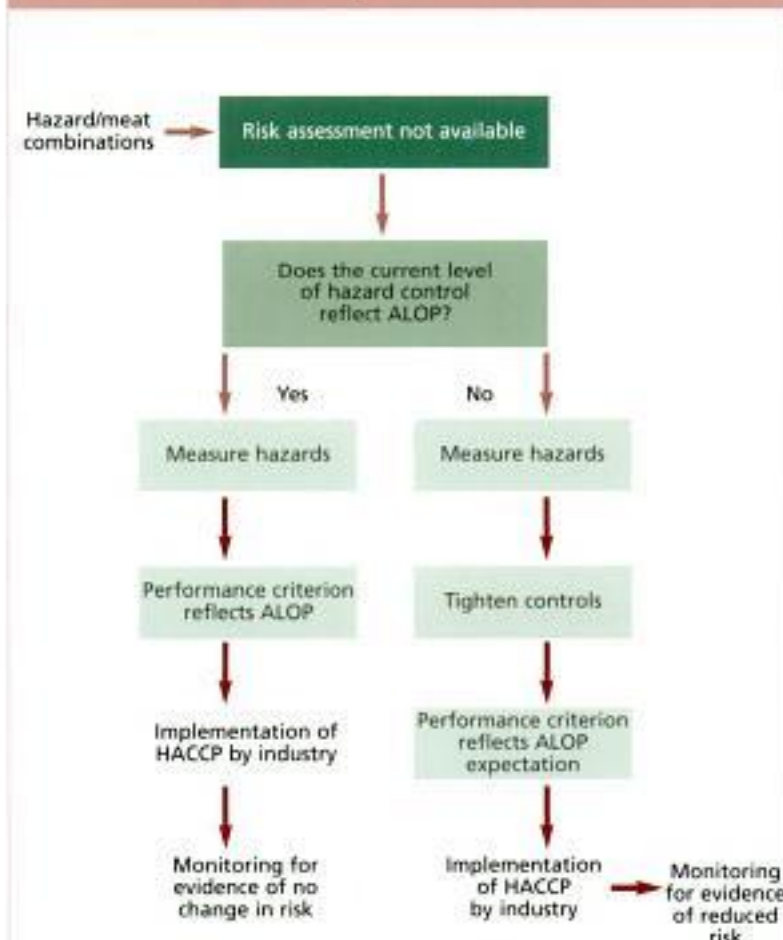 Hazard/meat
combinations
Risk assessment not available
Does the current level
of hazard control
reflect ALOP?
Yes
No
Measure hazards
Measure hazards
Performance criterion
reflects ALOP
Tighten controls
Implementation of
HACCP by industry
Performance criterion
reflects ALOP
expectation
Monitoring for
evidence of no
change in risk
Implementation
of HACCP
by industry
Monitoring
for evidence
of reduced
risk